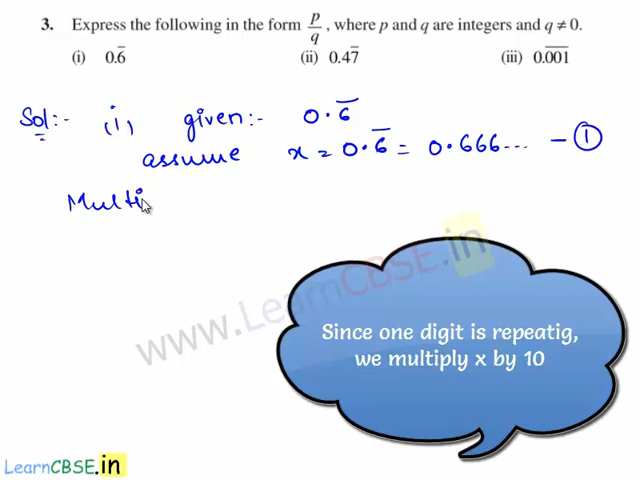 3. Express the following in the form p/q, where p and q are integers and q ≠ 0.
(i) 0.6̅ (ii) 0.47̅ (iii) 0.0̅0̅1̅
Sol:- (i) given:- 0.6̅
assume x = 0.6̅ = 0.666... - ①
Multi
www.LearnCBSE.in
Since one digit is repeatig,
we multiply x by 10
LearnCBSE.in